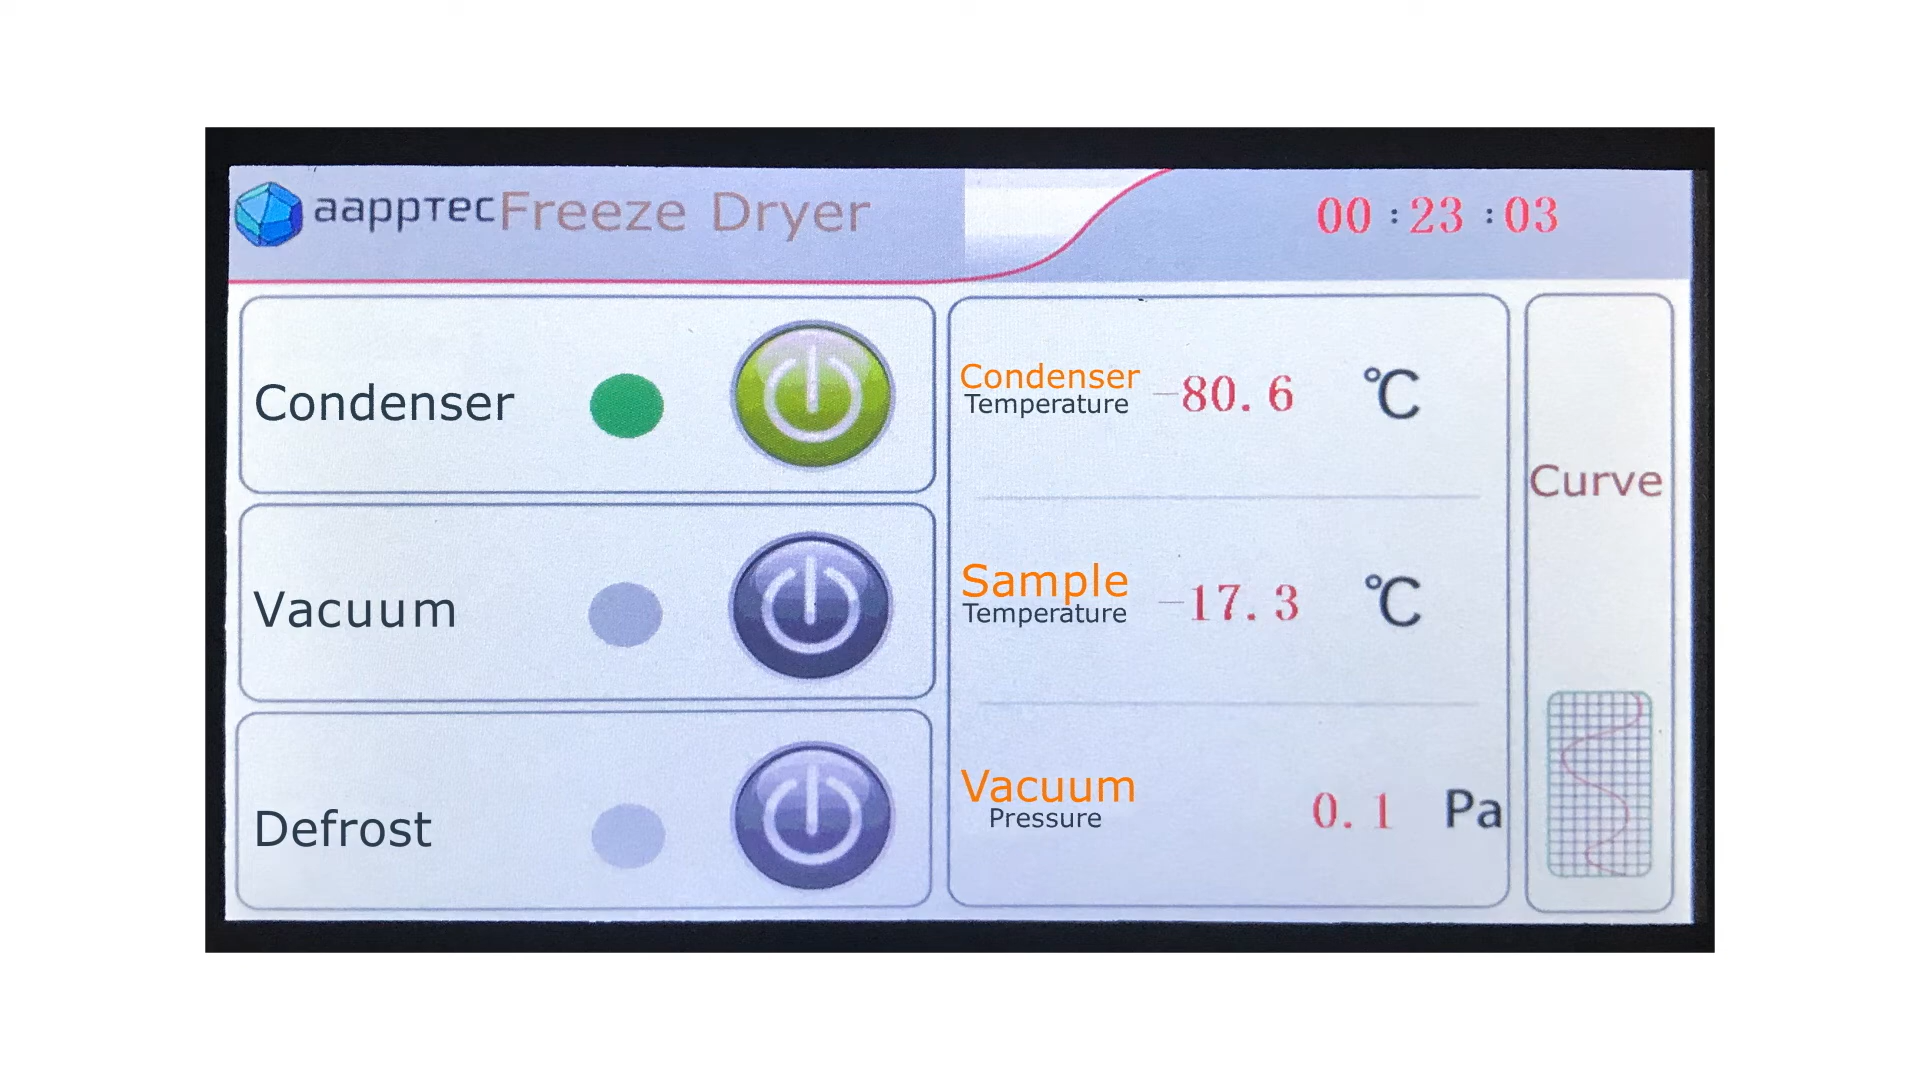 aappтec Freeze Dryer
00:23:03
Condenser
Vacuum
Defrost
Condenser
Temperature
-80.6 ℃
Sample
Temperature
-17.3 ℃
Vacuum
Pressure
0.1 Pa
Curve